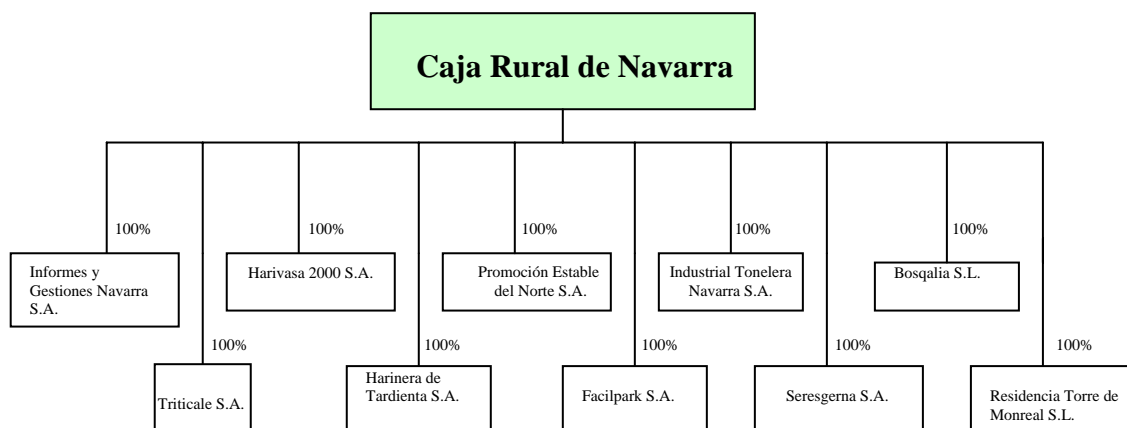 Caja Rural de Navarra
100%
100%
100%
100%
100%
Informes y
Gestiones Navarra
S.A.
Harivasa 2000 S.A.
Promoción Estable
del Norte S.A.
Industrial Tonelera
Navarra S.A.
Bosqalia S.L.
100%
100%
100%
100%
100%
Triticale S.A.
Harinera de
Tardienta S.A.
Facilpark S.A.
Seresgerna S.A.
Residencia Torre de
Monreal S.L.